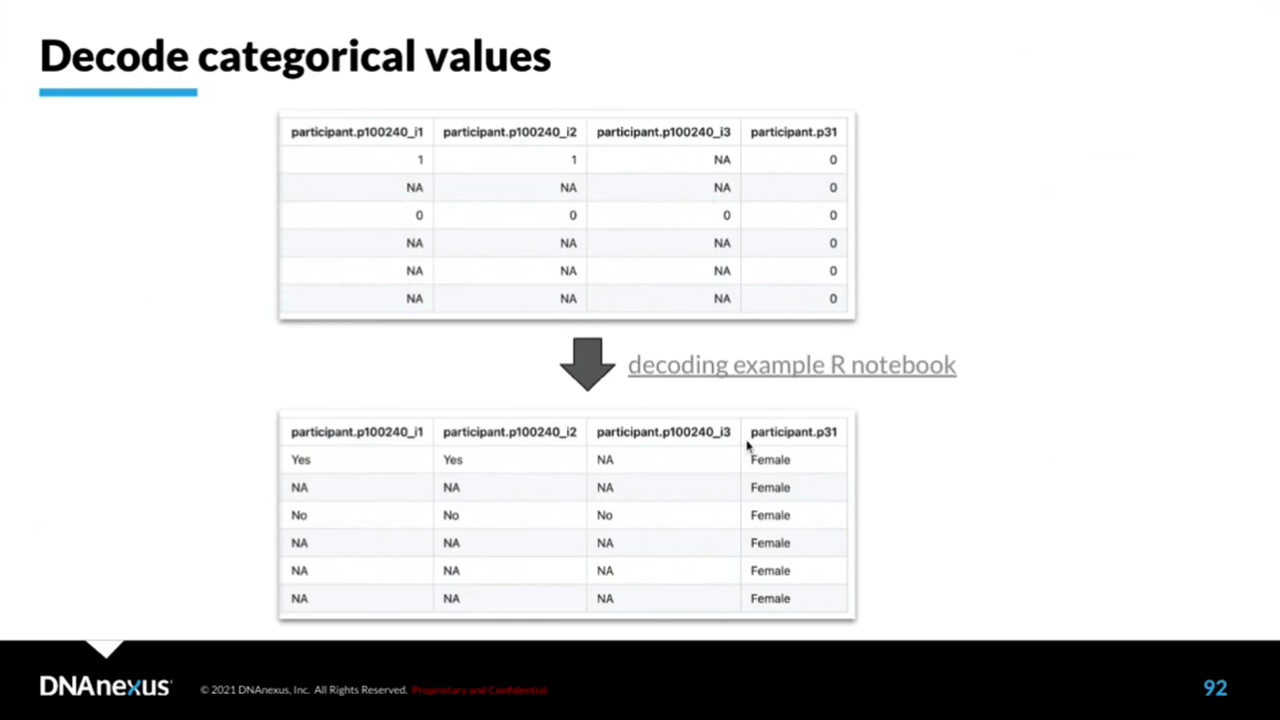 Decode categorical values
participant.p100240_i1 participant.p100240_i2 participant.p100240_i3 participant.p31
1 1 NA 0
NA NA NA 0
0 0 0 0
NA NA NA 0
NA NA NA 0
NA NA NA 0
decoding example R notebook
participant.p100240_i1 participant.p100240_i2 participant.p100240_i3 participant.p31
Yes Yes NA Female
NA NA NA Female
No No No Female
NA NA NA Female
NA NA NA Female
NA NA NA Female
DNAnexus © 2021 DNAnexus, Inc. All Rights Reserved. Proprietary and Confidential 92